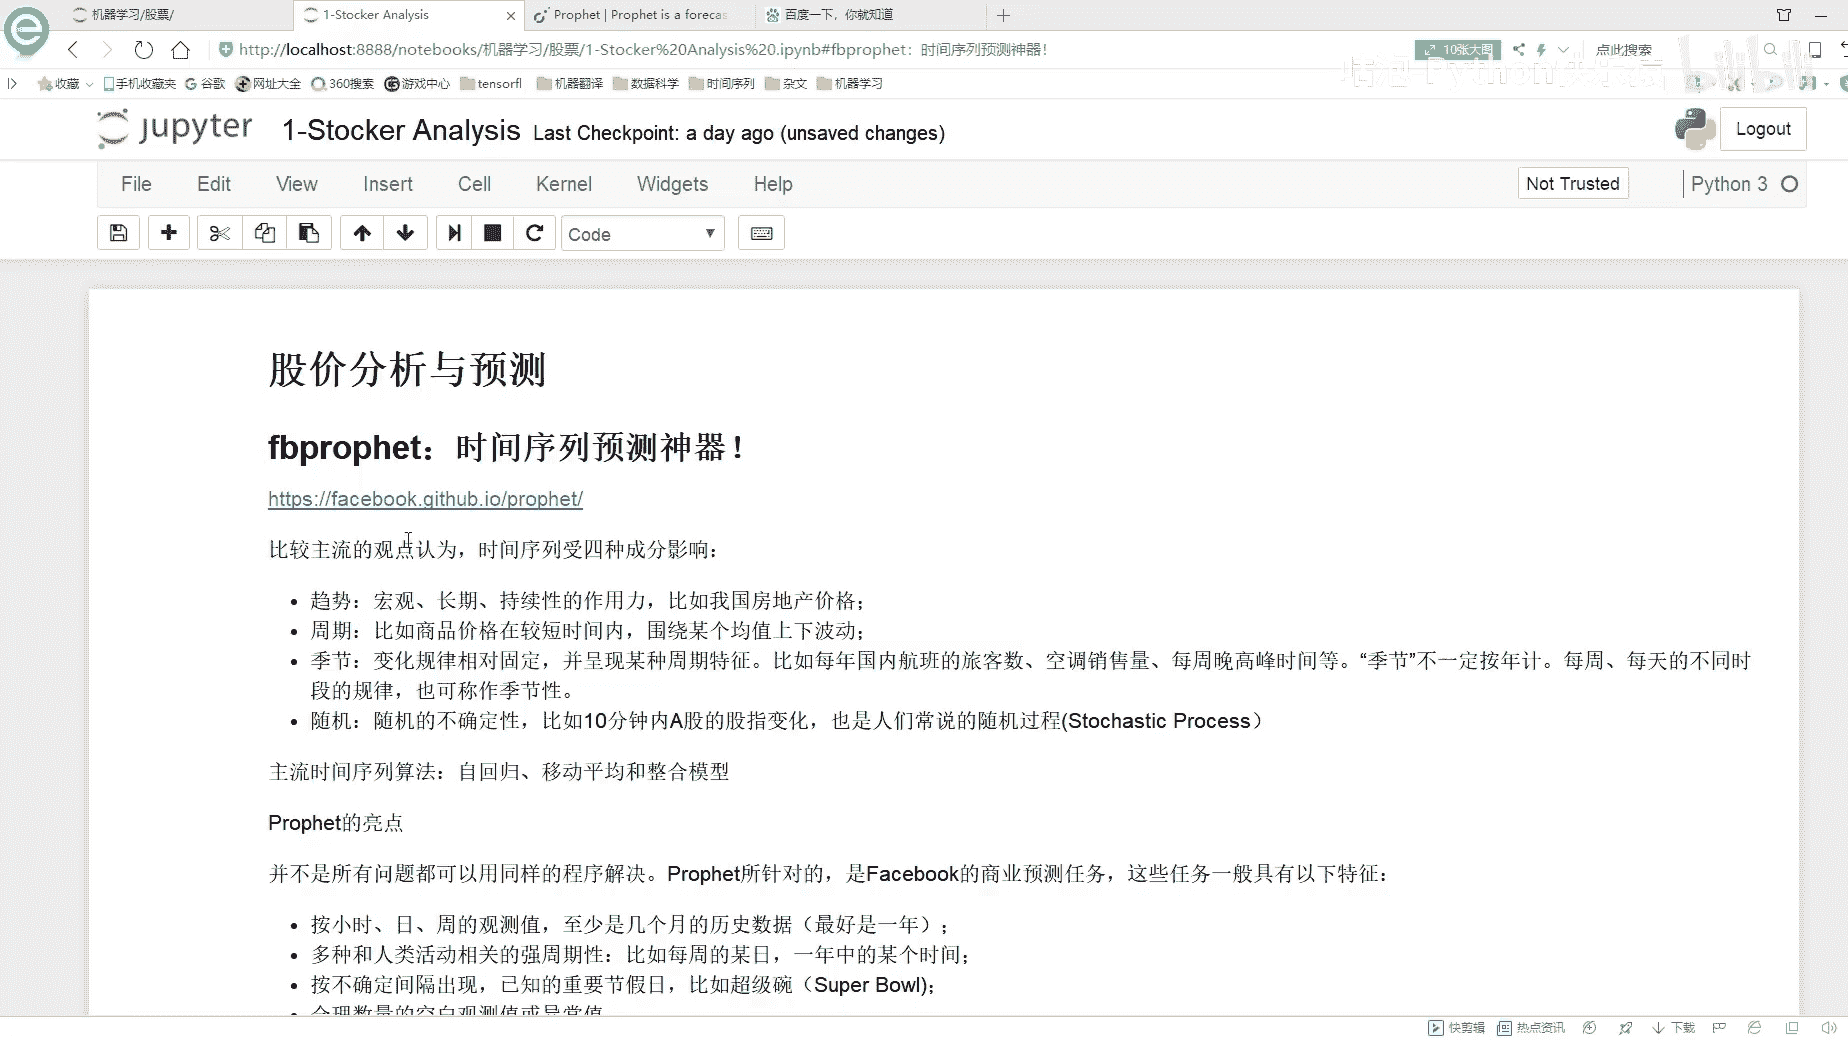 机器学习/股票/
1-Stocker Analysis
Prophet | Prophet is a forecas
百度一下，你就知道
http://localhost:8888/notebooks/机器学习/股票/1-Stocker%20Analysis%20.ipynb#fbprophet：时间序列预测神器！
10张大图
点此搜索
收藏 手机收藏夹 谷歌 网址大全 360搜索 游戏中心 tensorfl 机器翻译 数据科学 时间序列 杂文 机器学习
bilibili
jupyter 1-Stocker Analysis Last Checkpoint: a day ago (unsaved changes)
Logout
File Edit View Insert Cell Kernel Widgets Help
Not Trusted
Python 3
Code
股价分析与预测
fbprophet：时间序列预测神器！
https://facebook.github.io/prophet/
比较主流的观点认为，时间序列受四种成分影响：
趋势：宏观、长期、持续性的作用力，比如我国房地产价格；
周期：比如商品价格在较短时间内，围绕某个均值上下波动；
季节：变化规律相对固定，并呈现某种周期特征。比如每年国内航班的旅客数、空调销售量、每周晚高峰时间等。“季节”不一定按年计。每周、每天的不同时
段的规律，也可称作季节性。
随机：随机的不确定性，比如10分钟内A股的股指变化，也是人们常说的随机过程(Stochastic Process）
主流时间序列算法：自回归、移动平均和整合模型
Prophet的亮点
并不是所有问题都可以用同样的程序解决。Prophet所针对的，是Facebook的商业预测任务，这些任务一般具有以下特征：
按小时、日、周的观测值，至少是几个月的历史数据（最好是一年）；
多种和人类活动相关的强周期性：比如每周的某日，一年中的某个时间；
按不确定间隔出现，已知的重要节假日，比如超级碗（Super Bowl)；
合理数量的空白观测值或异常值
快剪辑
热点资讯
下载